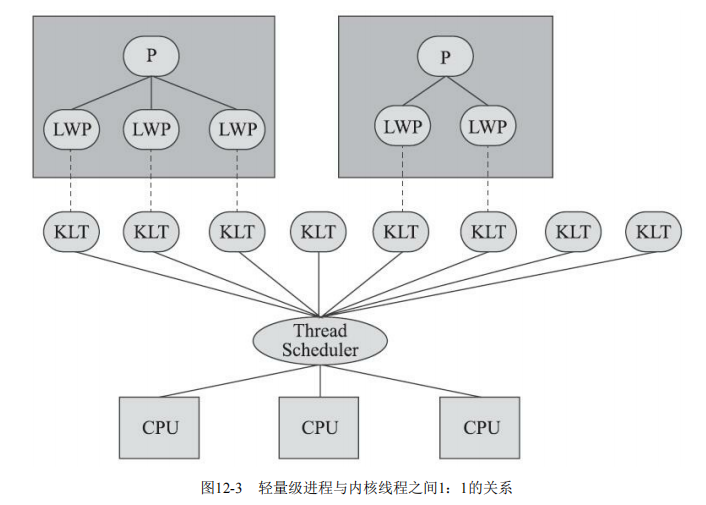 P P
LWP LWP LWP LWP LWP
KLT KLT KLT KLT KLT KLT KLT KLT
Thread
Scheduler
CPU CPU CPU
图12-3 轻量级进程与内核线程之间1：1的关系